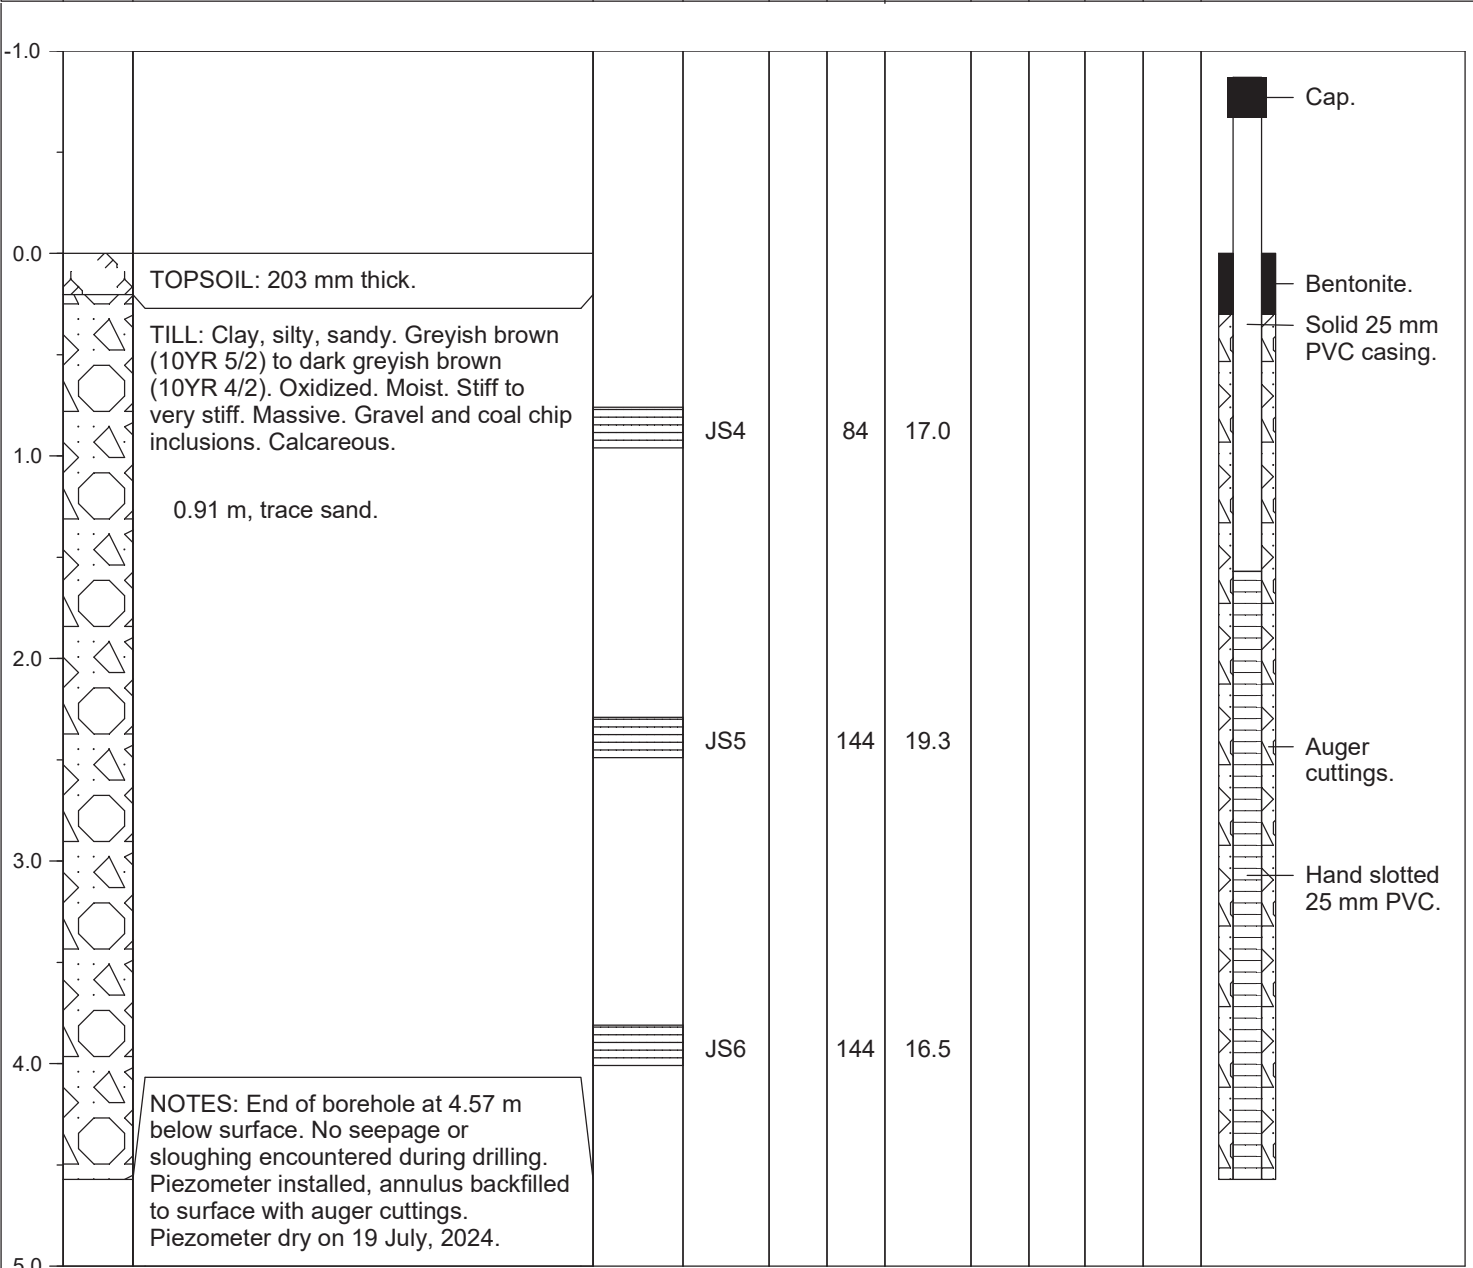 -1.0
Cap.
0.0
TOPSOIL: 203 mm thick.
Bentonite.
TILL: Clay, silty, sandy. Greyish brown
(10YR 5/2) to dark greyish brown
(10YR 4/2). Oxidized. Moist. Stiff to
very stiff. Massive. Gravel and coal chip
inclusions. Calcareous.
Solid 25 mm
PVC casing.
JS4 84 17.0
1.0
0.91 m, trace sand.
2.0
JS5 144 19.3
Auger
cuttings.
3.0
Hand slotted
25 mm PVC.
JS6 144 16.5
4.0
NOTES: End of borehole at 4.57 m
below surface. No seepage or
sloughing encountered during drilling.
Piezometer installed, annulus backfilled
to surface with auger cuttings.
Piezometer dry on 19 July, 2024.
5.0